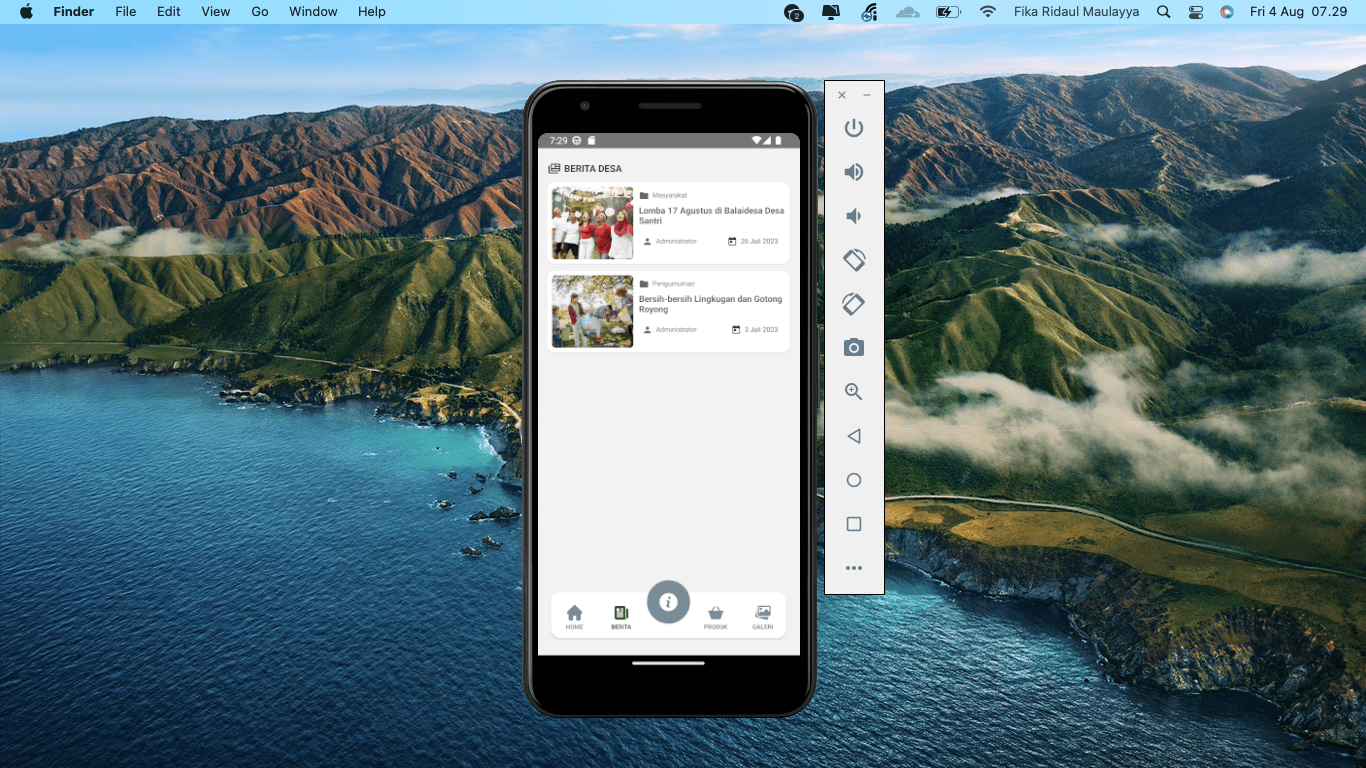 Finder File Edit View Go Window Help 2 Fika Ridaul Maulayya Fri 4 Aug 07.29
7:29
BERITA DESA
Masyarakat
Lomba 17 Agustus di Balaidesa Desa
Santri
Administrator 26 Juli 2023
Pengumuman
Bersih-bersih Lingkugan dan Gotong
Royong
Administrator 3 Juli 2023
HOME BERITA PRODUK GALERI